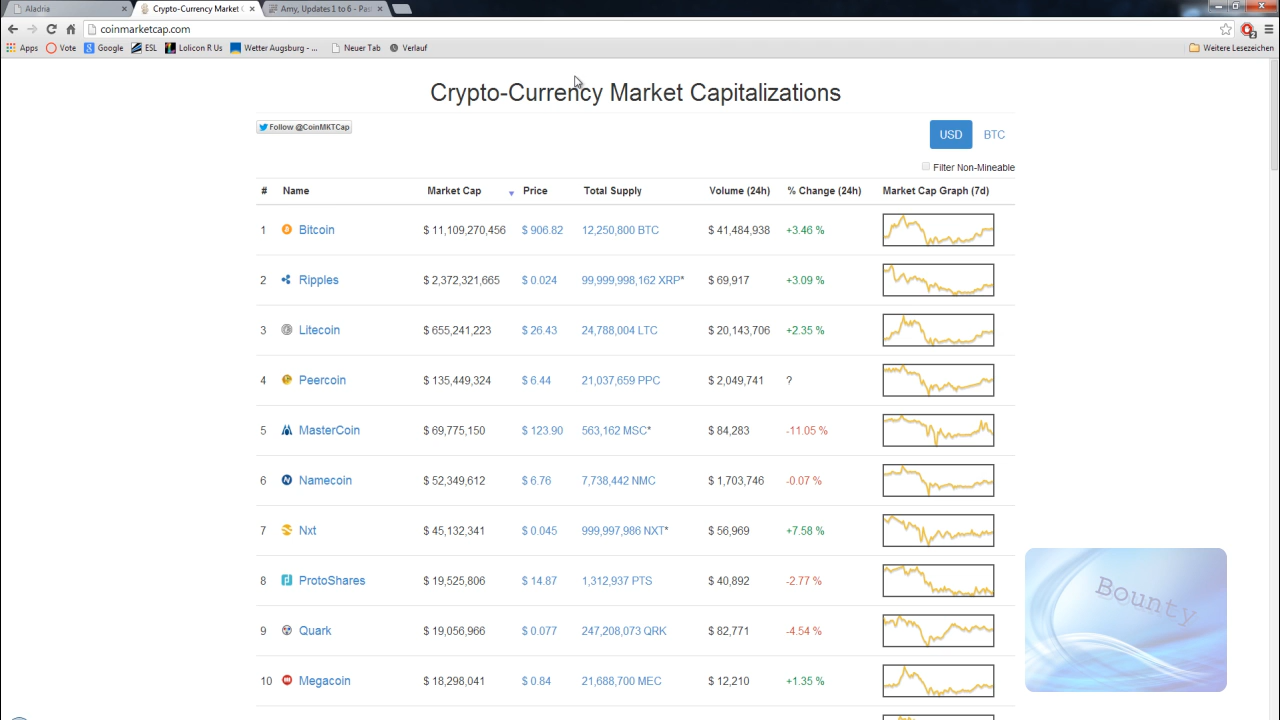 Aladria
Crypto-Currency Market C
Amy, Updates 1 to 6 - Pas
coinmarketcap.com
Apps Vote Google ESL Lolicon R Us Wetter Augsburg - ... Neuer Tab Verlauf Weitere Lesezeichen
Crypto-Currency Market Capitalizations
Follow @CoinMKTCap
USD BTC
Filter Non-Mineable
# Name Market Cap Price Total Supply Volume (24h) % Change (24h) Market Cap Graph (7d)
1 Bitcoin $ 11,109,270,456 $ 906.82 12,250,800 BTC $ 41,484,938 +3.46 %
2 Ripples $ 2,372,321,665 $ 0.024 99,999,998,162 XRP* $ 69,917 +3.09 %
3 Litecoin $ 655,241,223 $ 26.43 24,788,004 LTC $ 20,143,706 +2.35 %
4 Peercoin $ 135,449,324 $ 6.44 21,037,659 PPC $ 2,049,741 ?
5 MasterCoin $ 69,775,150 $ 123.90 563,162 MSC* $ 84,283 -11.05 %
6 Namecoin $ 52,349,612 $ 6.76 7,738,442 NMC $ 1,703,746 -0.07 %
7 Nxt $ 45,132,341 $ 0.045 999,997,986 NXT* $ 56,969 +7.58 %
8 ProtoShares $ 19,525,806 $ 14.87 1,312,937 PTS $ 40,892 -2.77 %
9 Quark $ 19,056,966 $ 0.077 247,208,073 QRK $ 82,771 -4.54 %
10 Megacoin $ 18,298,041 $ 0.84 21,688,700 MEC $ 12,210 +1.35 %
Bounty